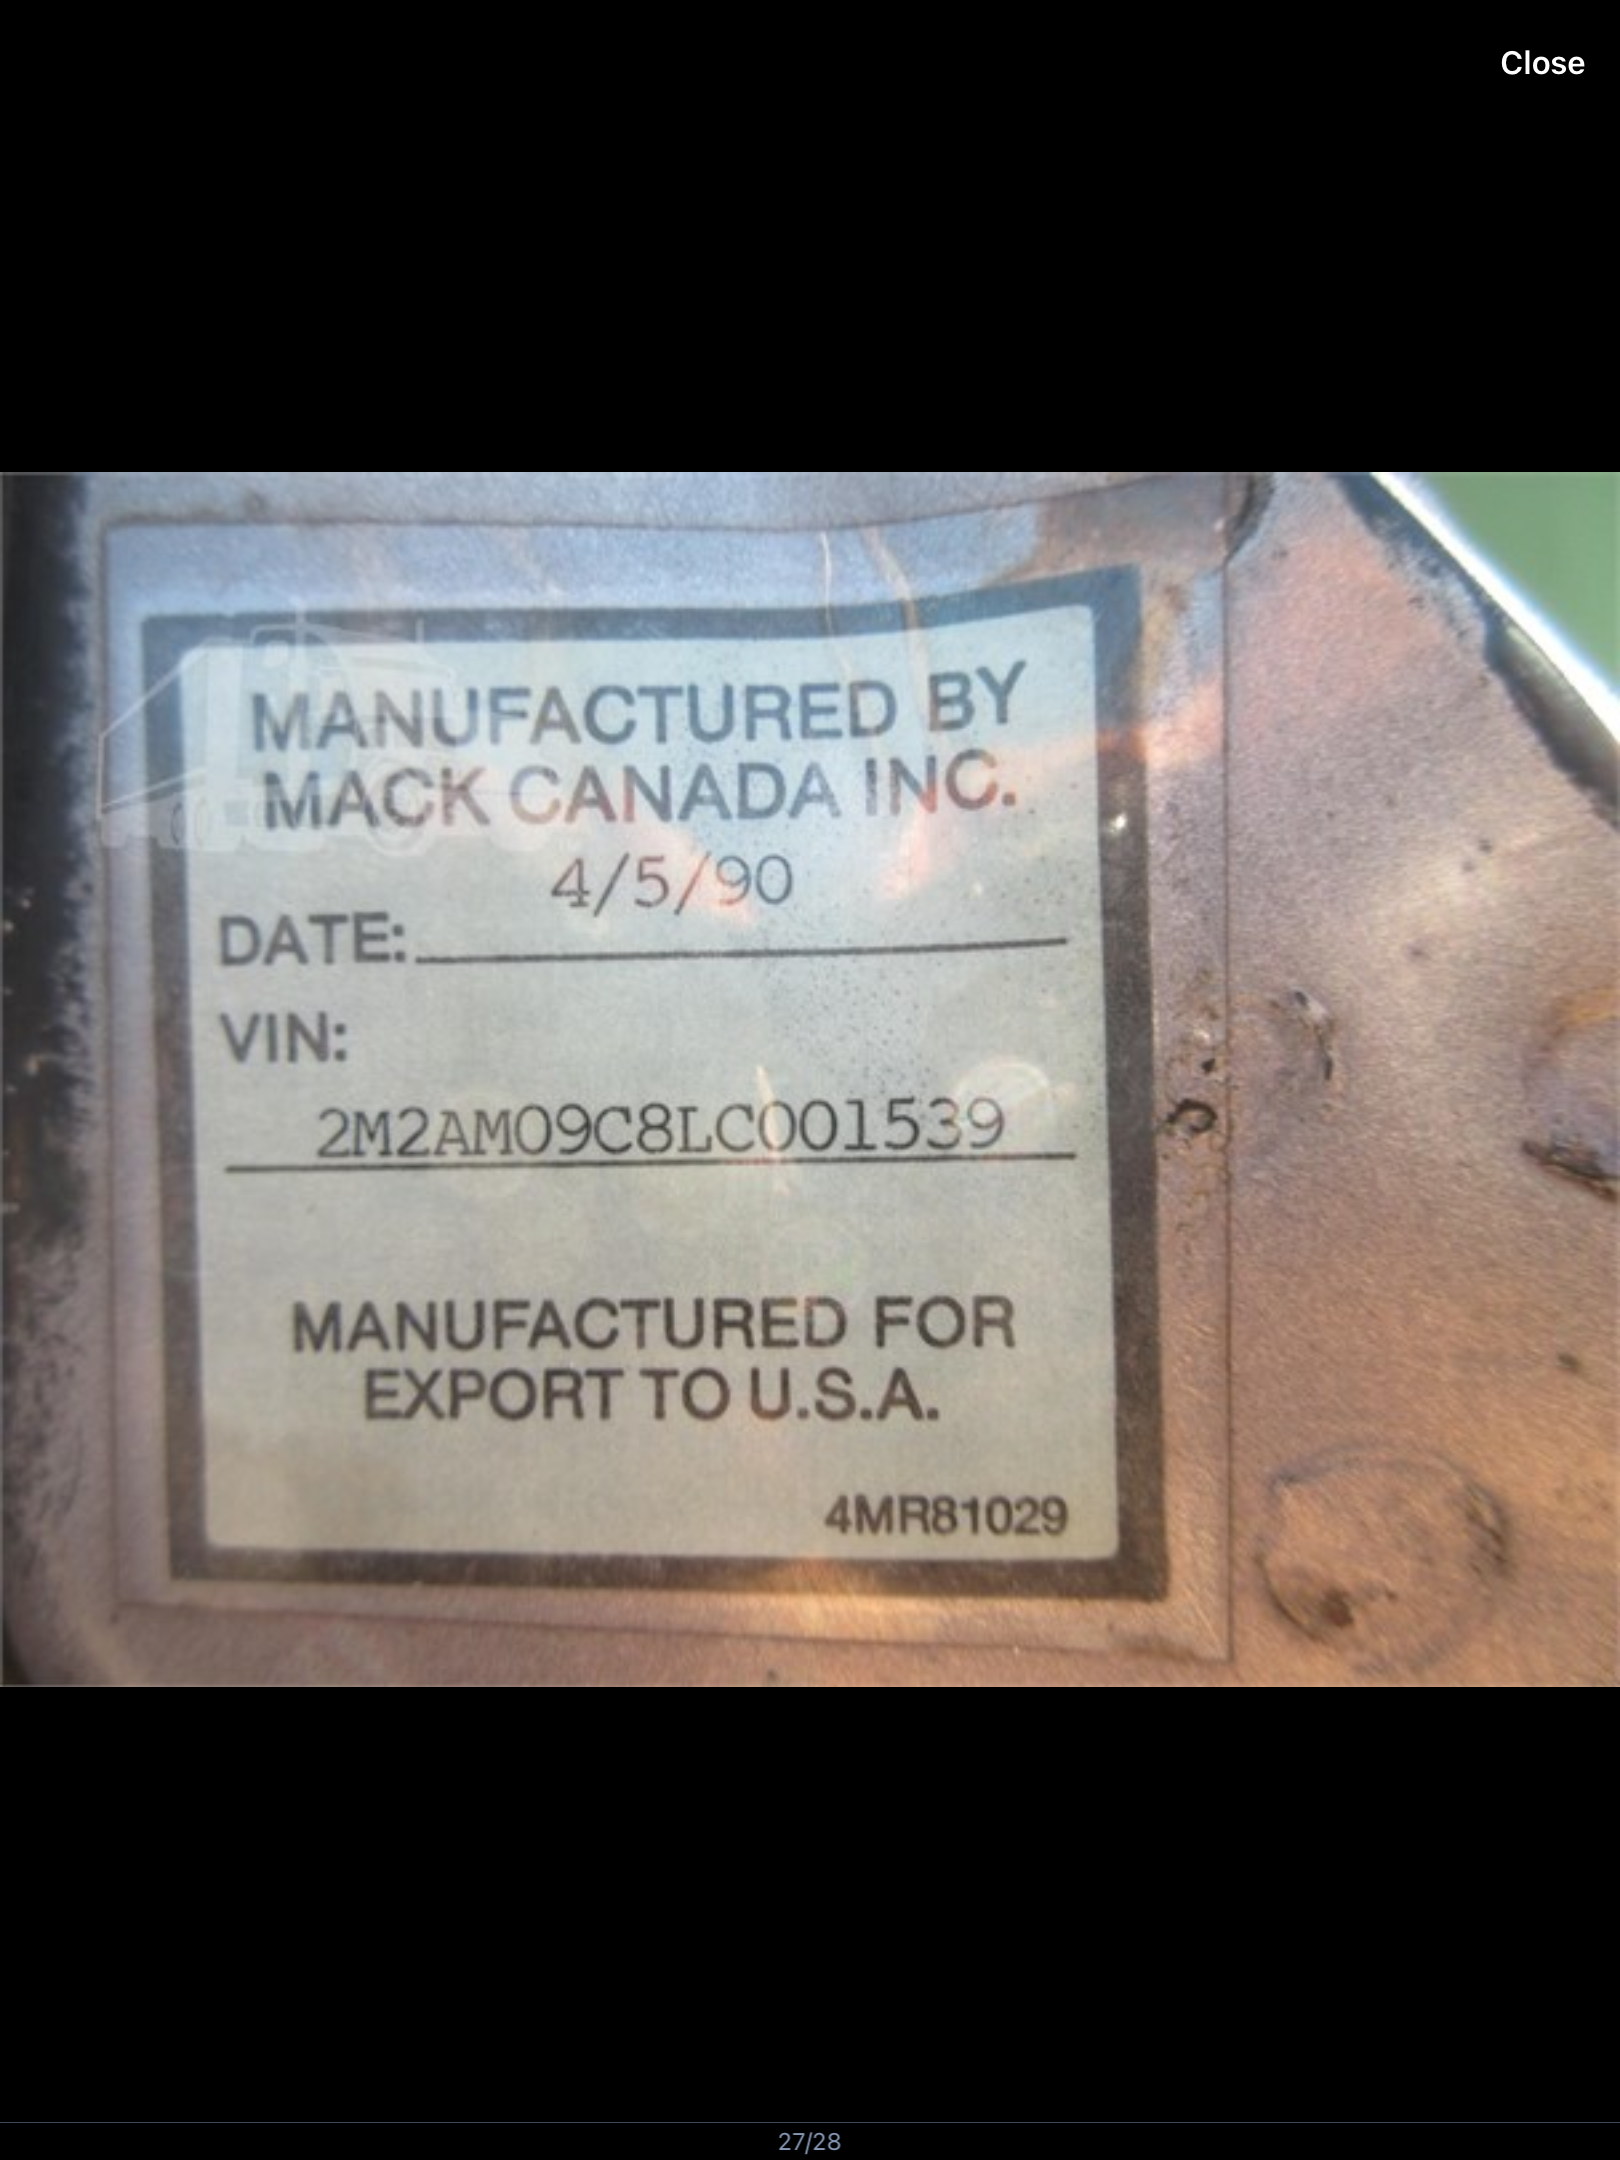 Close
MANUFACTURED BY
MACK CANADA INC.
4/5/90
DATE:
VIN:
2M2AM09C8LC001539
MANUFACTURED FOR
EXPORT TO U.S.A.
4MR81029
27/28